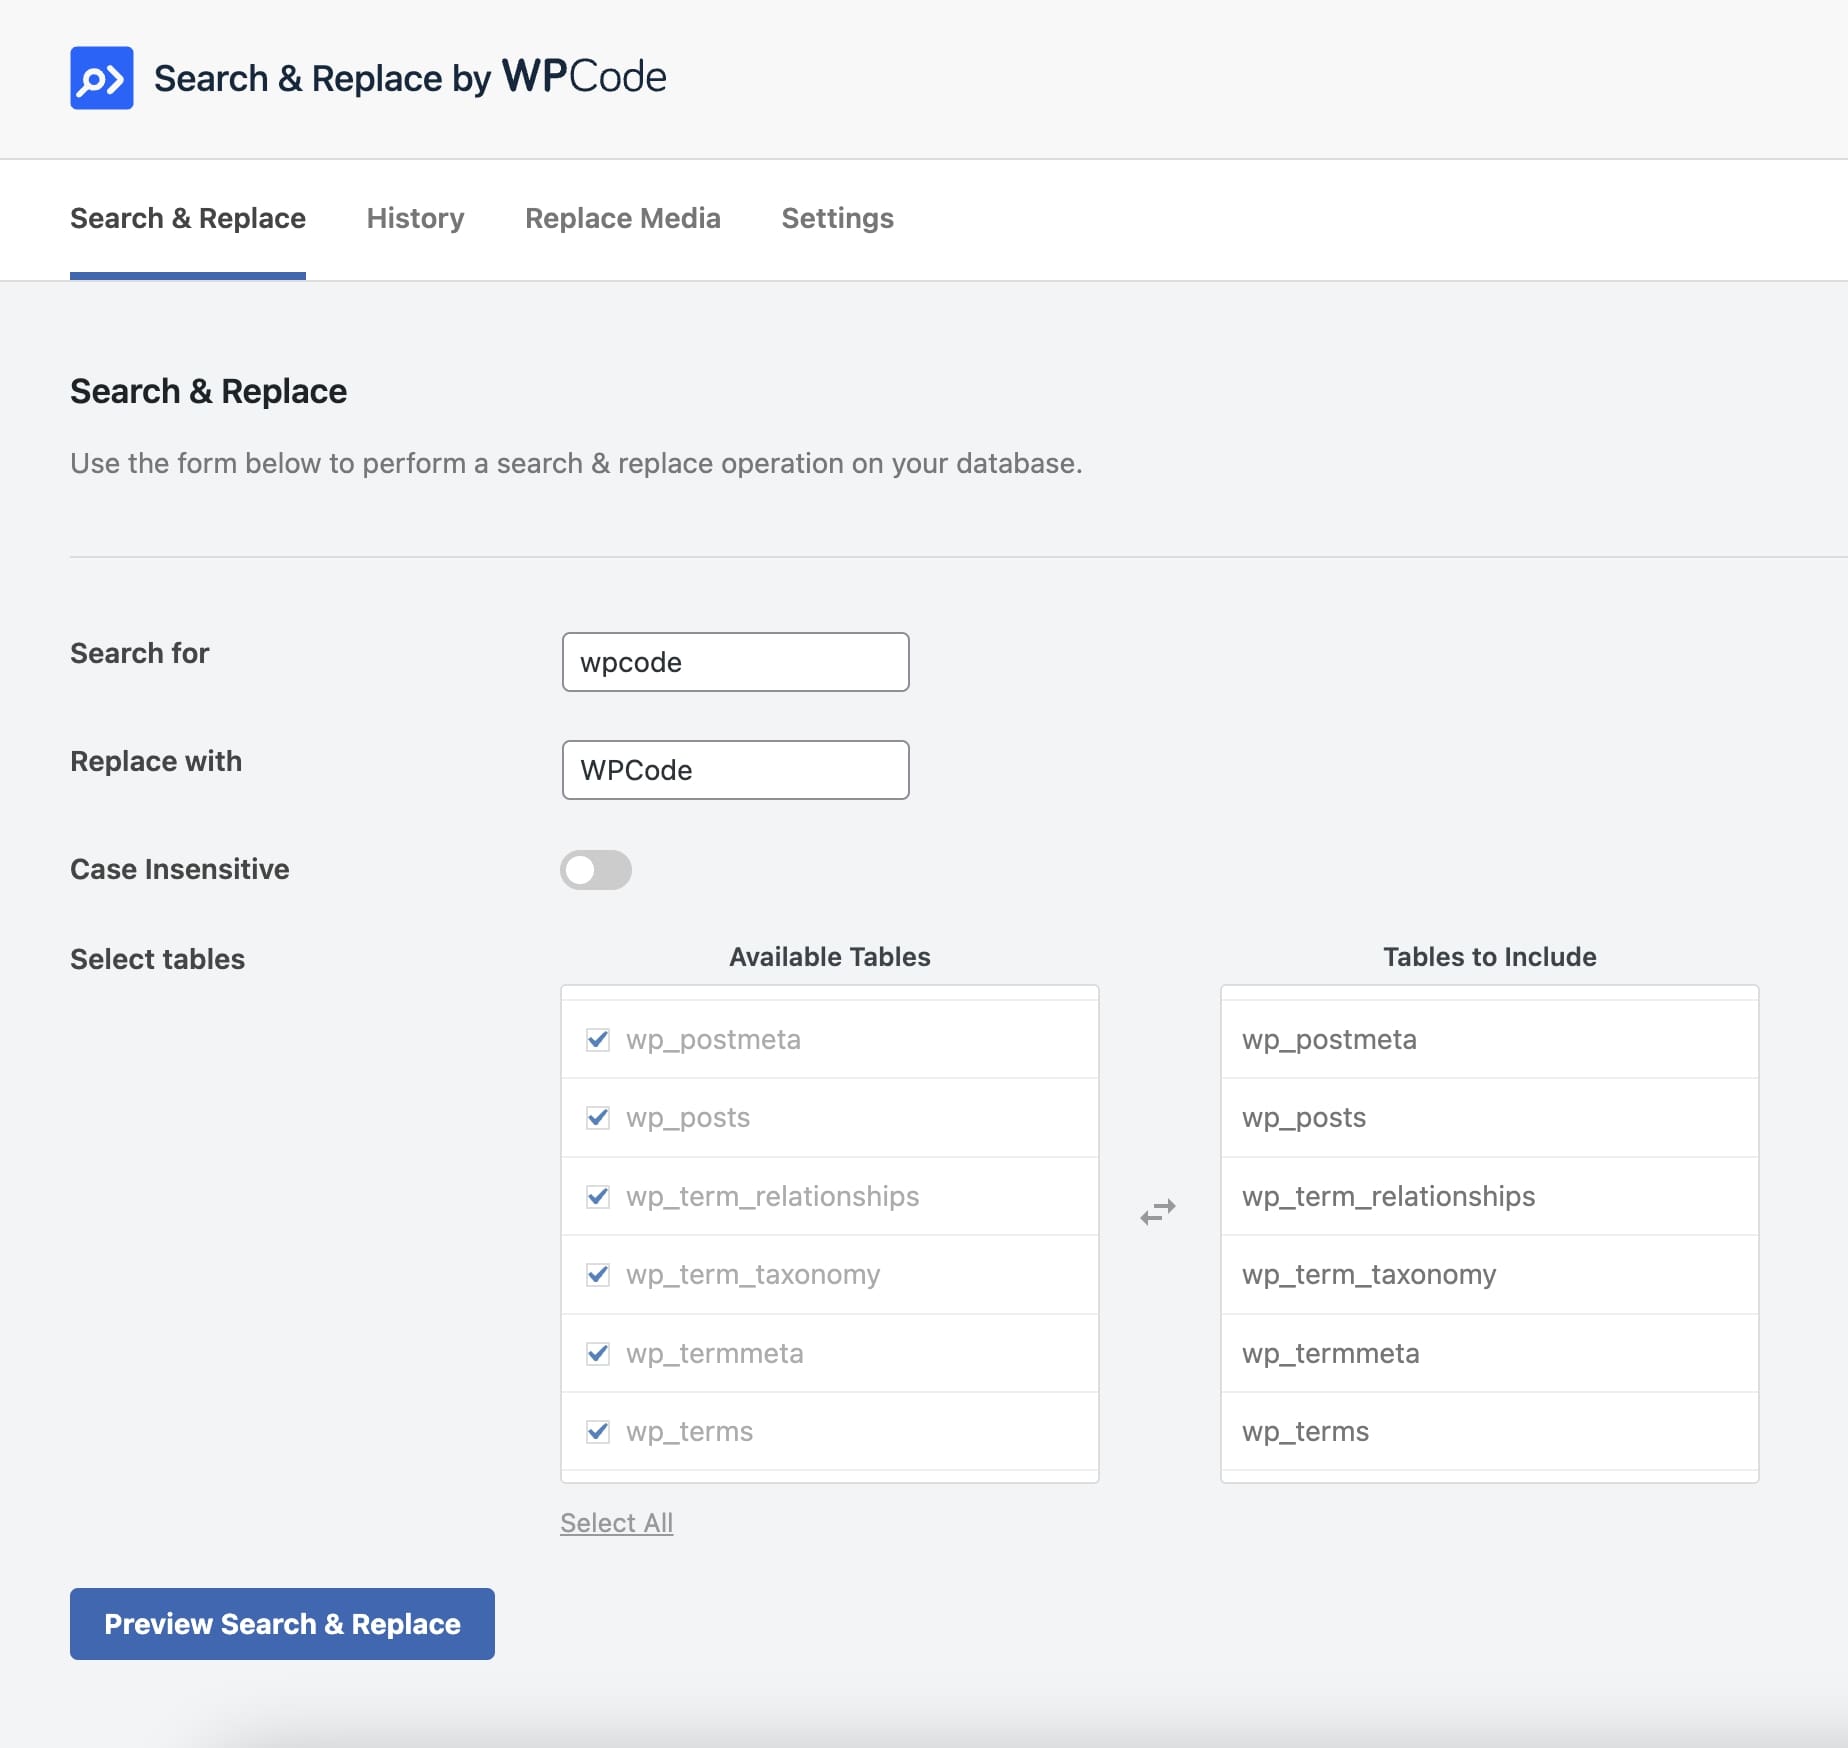 Search & Replace by WPCode
Search & Replace History Replace Media Settings
Search & Replace
Use the form below to perform a search & replace operation on your database.
Search for wpcode
Replace with WPCode
Case Insensitive
Select tables Available Tables Tables to Include
wp_postmeta wp_postmeta
wp_posts wp_posts
wp_term_relationships wp_term_relationships
wp_term_taxonomy wp_term_taxonomy
wp_termmeta wp_termmeta
wp_terms wp_terms
Select All
Preview Search & Replace